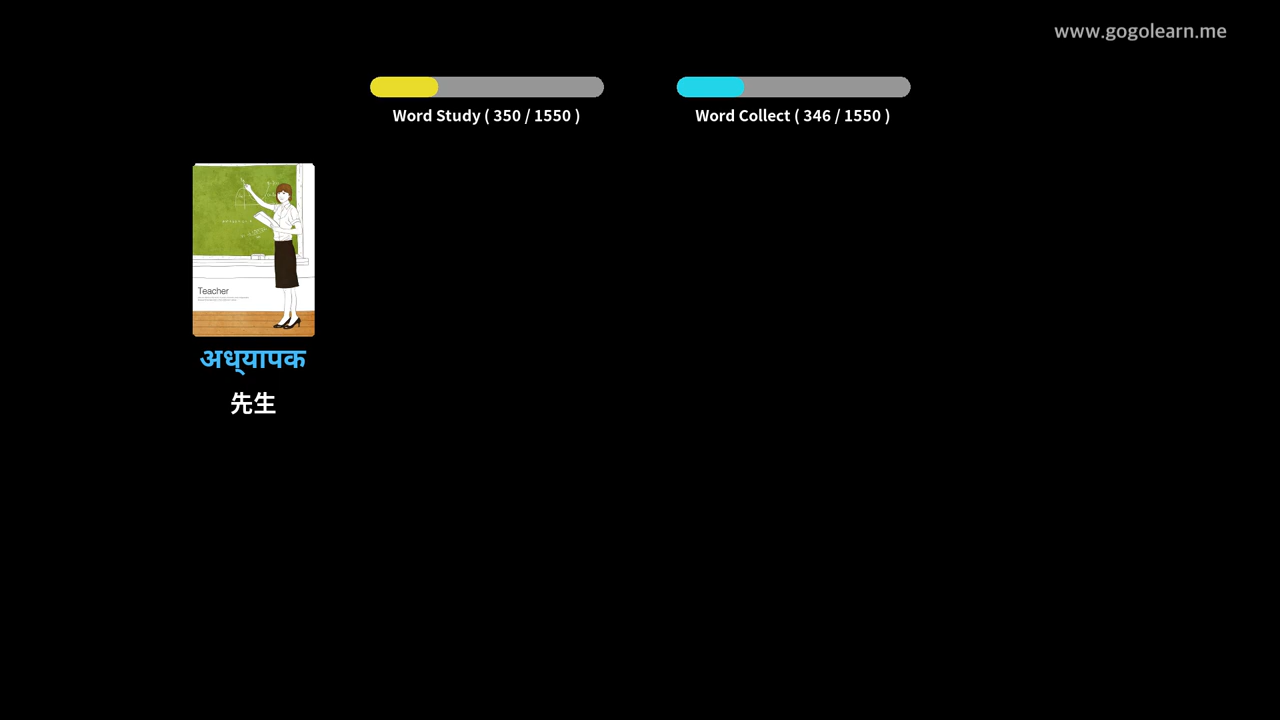 www.gogolearn.me
Word Study ( 350 / 1550 )
Word Collect ( 346 / 1550 )
Teacher
अध्यापक
先生